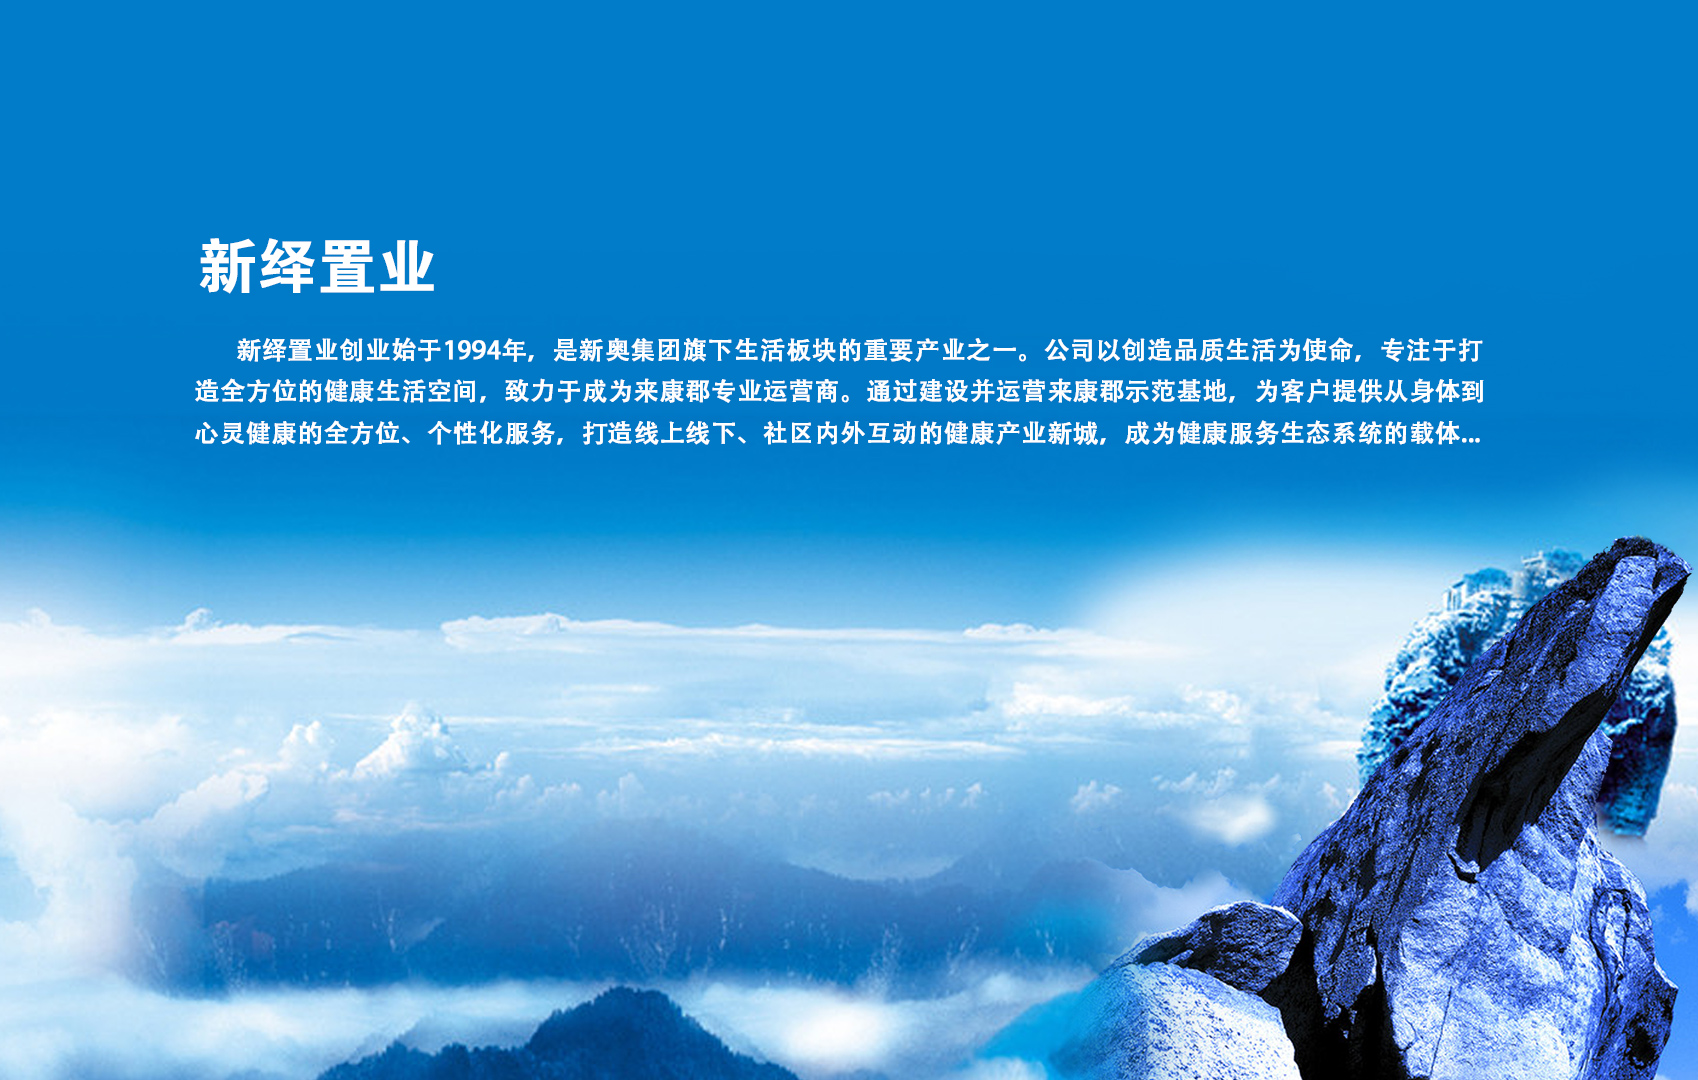 新绎置业
新绎置业创业始于1994年，是新奥集团旗下生活板块的重要产业之一。公司以创造品质生活为使命，专注于打
造全方位的健康生活空间，致力于成为来康郡专业运营商。通过建设并运营来康郡示范基地，为客户提供从身体到
心灵健康的全方位、个性化服务，打造线上线下、社区内外互动的健康产业新城，成为健康服务生态系统的载体...